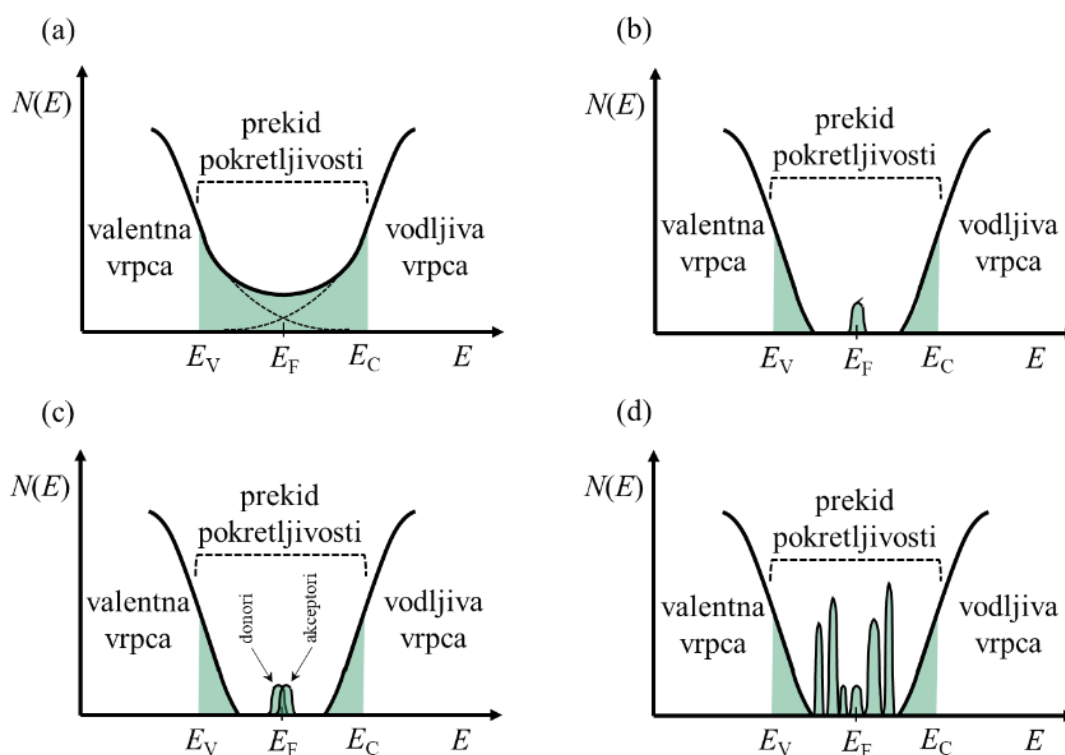 (a)
N(E)
prekid
pokretljivosti
valentna
vrpca
vodljiva
vrpca
E_V
E_F
E_C
E
(b)
N(E)
prekid
pokretljivosti
valentna
vrpca
vodljiva
vrpca
E_V
E_F
E_C
(c)
N(E)
prekid
pokretljivosti
valentna
vrpca
donori
akceptori
vodljiva
vrpca
E_V
E_F
E_C
E
(d)
N(E)
prekid
pokretljivosti
valentna
vrpca
vodljiva
vrpca
E_V
E_F
E_C
E